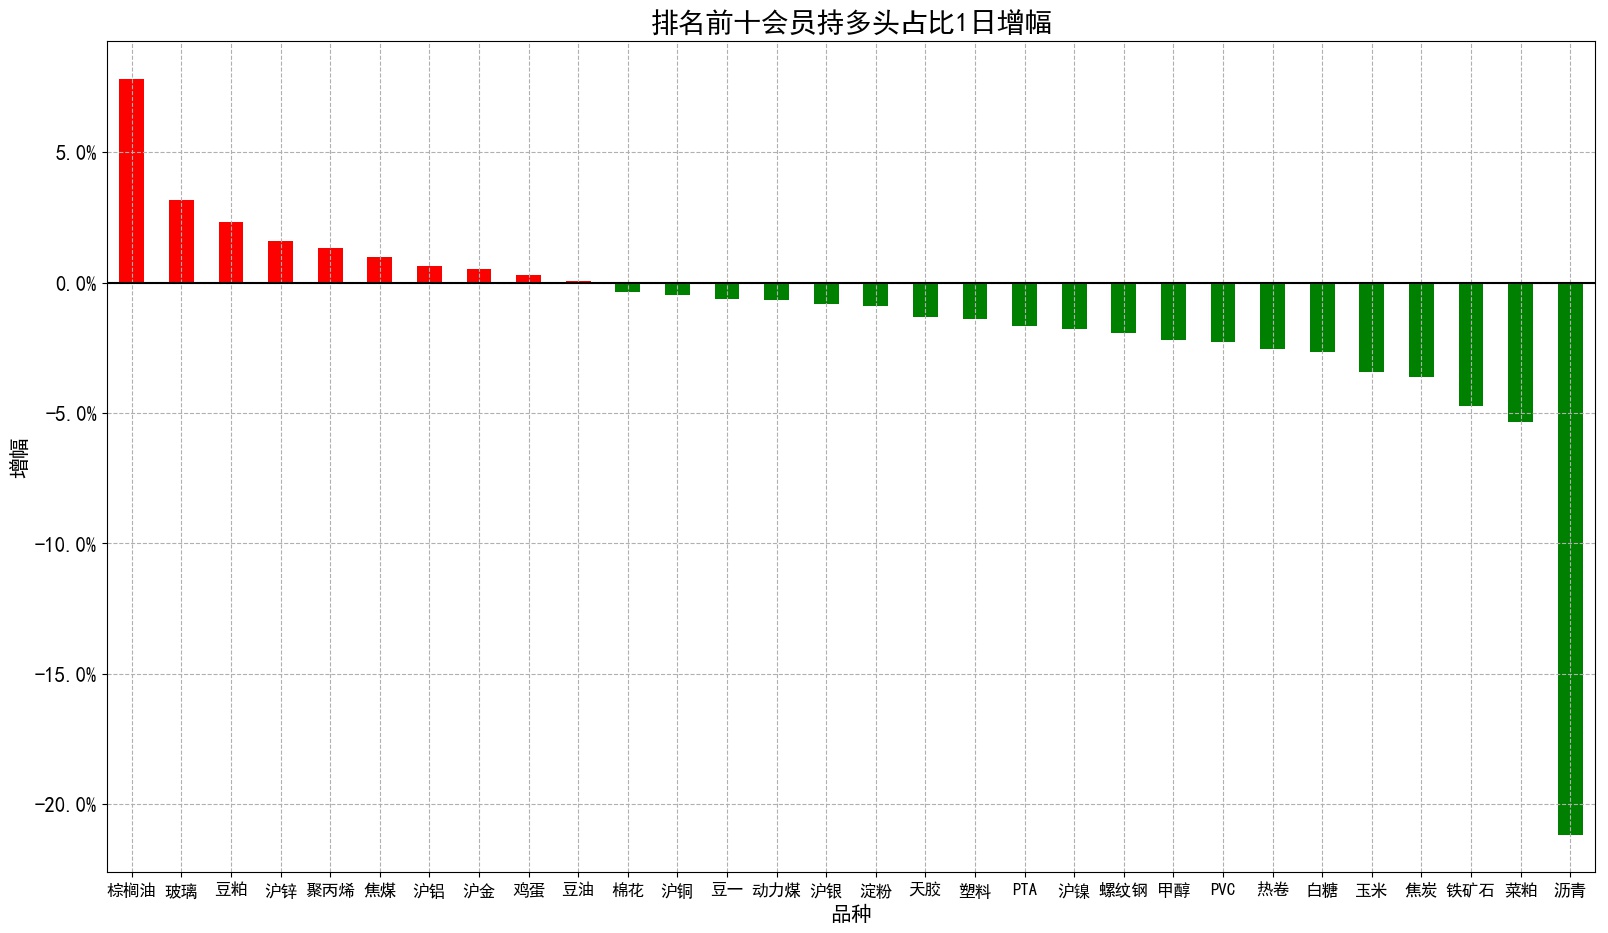 排名前十会员持多头占比1日增幅
5.0%
0.0%
−5.0%
−10.0%
−15.0%
−20.0%
增幅
棕榈油 玻璃 豆粕 沪锌 聚丙烯 焦煤 沪铝 沪金 鸡蛋 豆油 棉花 沪铜 豆一 动力煤 沪银 淀粉 天胶 塑料 PTA 沪镍 螺纹钢 甲醇 PVC 热卷 白糖 玉米 焦炭 铁矿石 菜粕 沥青
品种